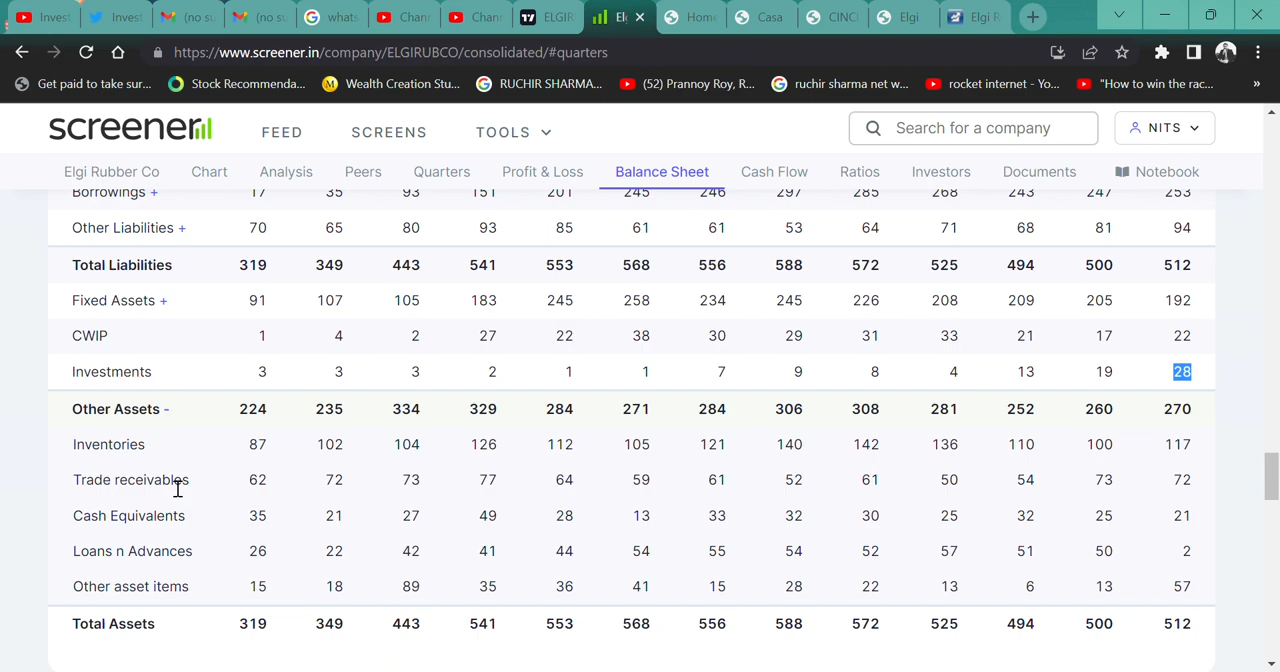 Invest Invest (no su (no su whats Chann Chann ELGIR El Home Casa CINC Elgi Elgi R
https://www.screener.in/company/ELGIRUBCO/consolidated/#quarters
Get paid to take sur... Stock Recommenda... Wealth Creation Stu... RUCHIR SHARMA... (52) Prannoy Roy, R... ruchir sharma net w... rocket internet - Yo... "How to win the rac... »
screener FEED SCREENS TOOLS Search for a company NITS
Elgi Rubber Co Chart Analysis Peers Quarters Profit & Loss Balance Sheet Cash Flow Ratios Investors Documents Notebook
Borrowings + 17 35 93 151 201 245 246 297 285 268 243 247 253
Other Liabilities + 70 65 80 93 85 61 61 53 64 71 68 81 94
Total Liabilities 319 349 443 541 553 568 556 588 572 525 494 500 512
Fixed Assets + 91 107 105 183 245 258 234 245 226 208 209 205 192
CWIP 1 4 2 27 22 38 30 29 31 33 21 17 22
Investments 3 3 3 2 1 1 7 9 8 4 13 19 28
Other Assets - 224 235 334 329 284 271 284 306 308 281 252 260 270
Inventories 87 102 104 126 112 105 121 140 142 136 110 100 117
Trade receivables 62 72 73 77 64 59 61 52 61 50 54 73 72
Cash Equivalents 35 21 27 49 28 13 33 32 30 25 32 25 21
Loans n Advances 26 22 42 41 44 54 55 54 52 57 51 50 2
Other asset items 15 18 89 35 36 41 15 28 22 13 6 13 57
Total Assets 319 349 443 541 553 568 556 588 572 525 494 500 512